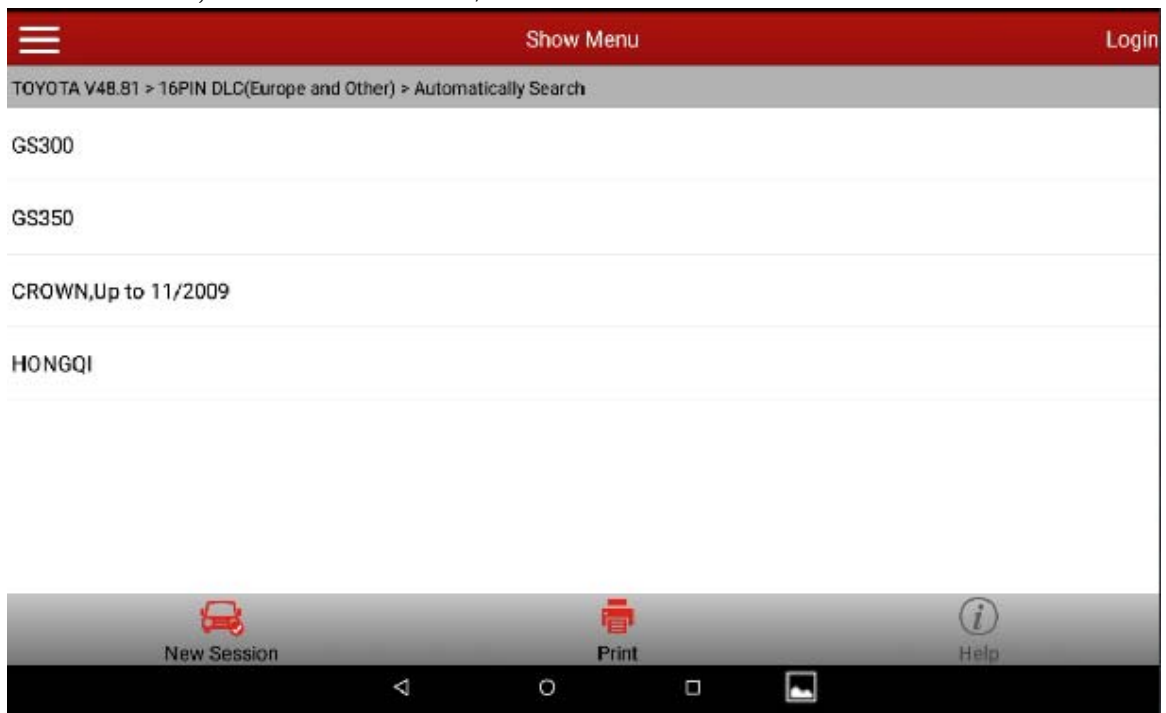 Show Menu
Login
TOYOTA V48.81 > 16PIN DLC(Europe and Other) > Automatically Search
GS300
GS350
CROWN,Up to 11/2009
HONGQI
New Session
Print
Help